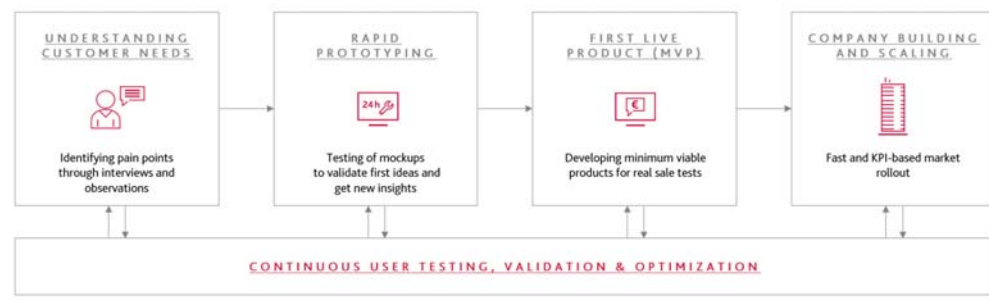 UNDERSTANDING
CUSTOMER NEEDS
Identifying pain points
through interviews and
observations
RAPID
PROTOTYPING
24h
Testing of mockups
to validate first ideas and
get new insights
FIRST LIVE
PRODUCT (MVP)
€
Developing minimum viable
products for real sale tests
COMPANY BUILDING
AND SCALING
Fast and KPI-based market
rollout
CONTINUOUS USER TESTING, VALIDATION & OPTIMIZATION